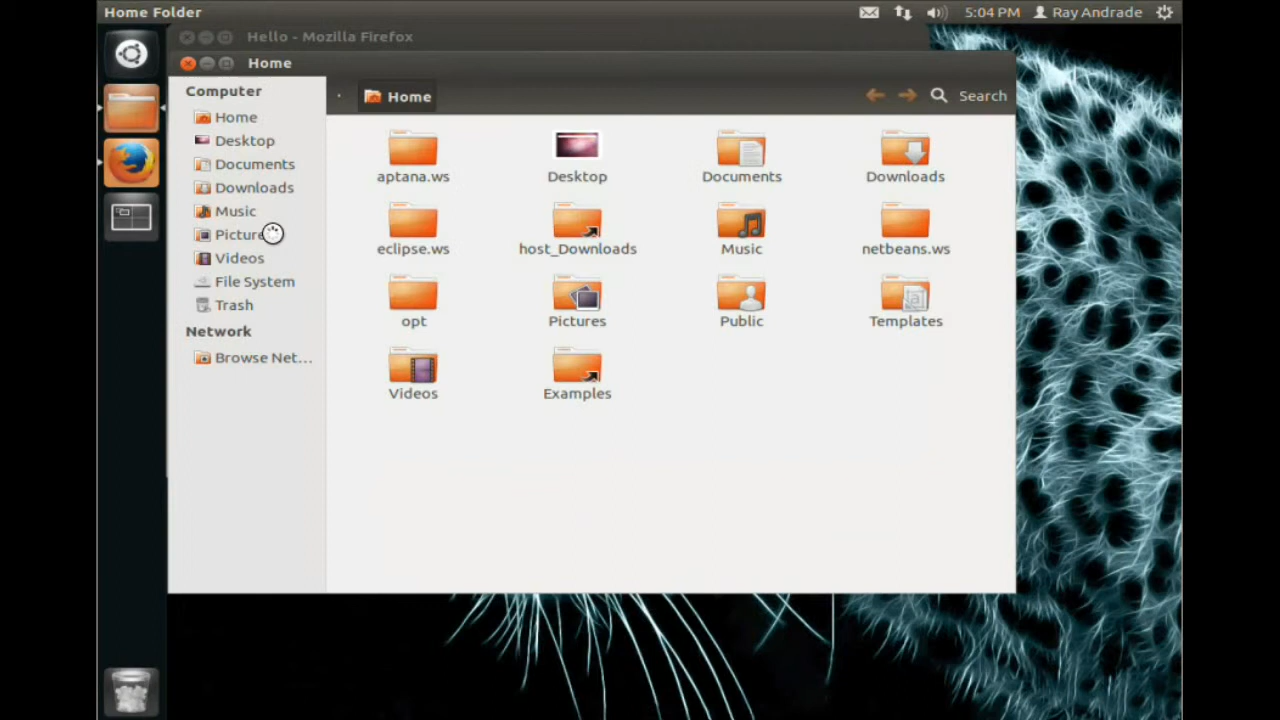 Home Folder
5:04 PM Ray Andrade
Hello - Mozilla Firefox
Home
Computer
Home
Desktop
Documents
Downloads
Music
Pictur
Videos
File System
Trash
Network
Browse Net...
Home
Search
aptana.ws
Desktop
Documents
Downloads
eclipse.ws
host_Downloads
Music
netbeans.ws
opt
Pictures
Public
Templates
Videos
Examples